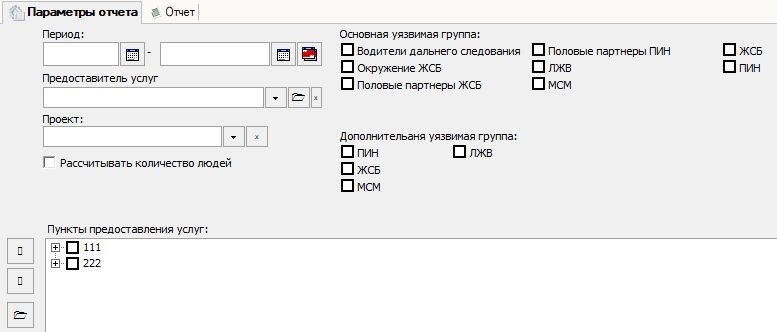 Параметры отчета Отчет
Период:
-
Предоставитель услуг
x
Проект:
x
Рассчитывать количество людей
Основная уязвимая группа:
Водители дальнего следования Половые партнеры ПИН ЖСБ
Окружение ЖСБ ЛЖВ ПИН
Половые партнеры ЖСБ МСМ
Дополнительаня уязвимая группа:
ПИН ЛЖВ
ЖСБ
МСМ
Пункты предоставления услуг:
111
222